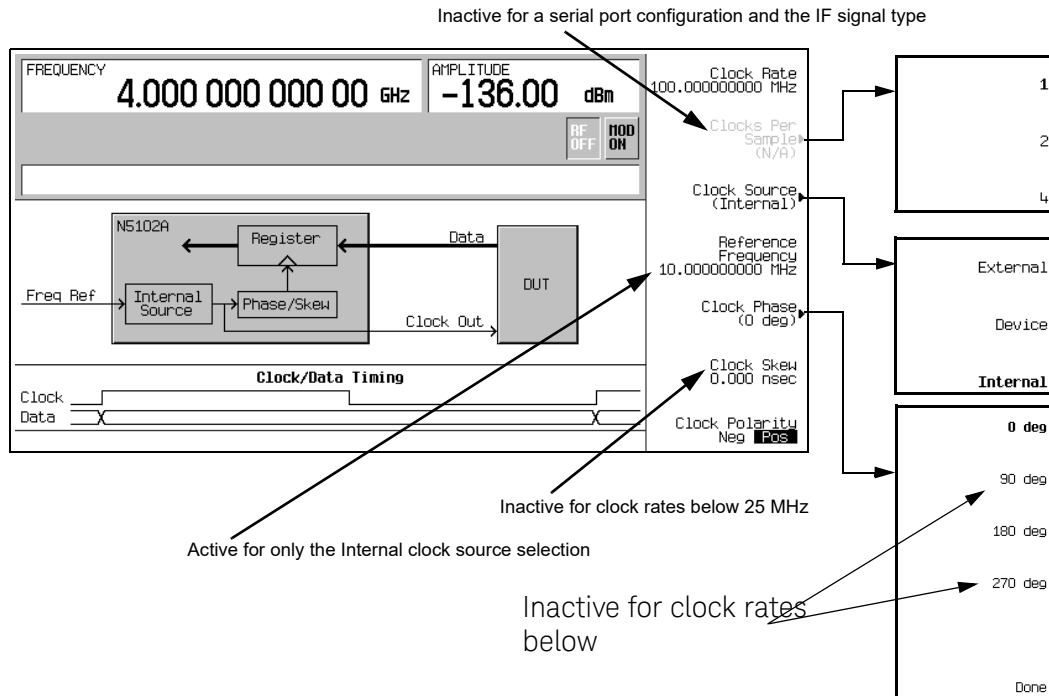 Inactive for a serial port configuration and the IF signal type
FREQUENCY
4.000 000 000 00 GHz
AMPLITUDE
-136.00 dBm
RF
OFF
MOD
ON
Clock Rate
100.000000000 MHz
Clocks Per
Sample
(N/A)
Clock Source
(Internal)
Reference
Frequency
10.000000000 MHz
Clock Phase
(0 deg)
Clock Skew
0.000 nsec
Clock Polarity
Neg Pos
N5102A
Register
Data
DUT
Freq Ref
Internal
Source
Phase/Skew
Clock Out
Clock/Data Timing
Clock
Data
1
2
4
External
Device
Internal
0 deg
90 deg
180 deg
270 deg
Done
Inactive for clock rates below 25 MHz
Active for only the Internal clock source selection
Inactive for clock rates
below